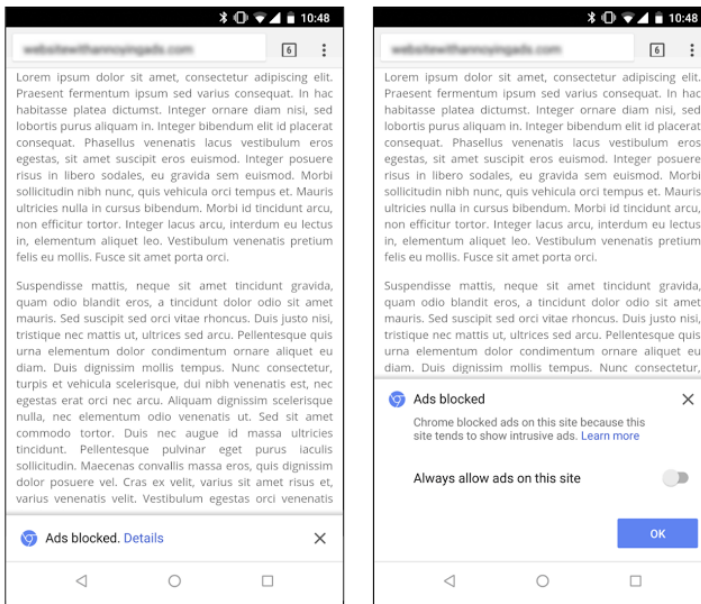 10:48
websitewithannoyingads.com
6
Lorem ipsum dolor sit amet, consectetur adipiscing elit.
Praesent fermentum ipsum sed varius consequat. In hac
habitasse platea dictumst. Integer ornare diam nisi, sed
lobortis purus aliquam in. Integer bibendum elit id placerat
consequat. Phasellus venenatis lacus vestibulum eros
egestas, sit amet suscipit eros euismod. Integer posuere
risus in libero sodales, eu gravida sem euismod. Morbi
sollicitudin nibh nunc, quis vehicula orci tempus et. Mauris
ultricies nulla in cursus bibendum. Morbi id tincidunt arcu,
non efficitur tortor. Integer lacus arcu, interdum eu lectus
in, elementum aliquet leo. Vestibulum venenatis pretium
felis eu mollis. Fusce sit amet porta orci.
Suspendisse mattis, neque sit amet tincidunt gravida,
quam odio blandit eros, a tincidunt dolor odio sit amet
mauris. Sed suscipit sed orci vitae rhoncus. Duis justo nisi,
tristique nec mattis ut, ultrices sed arcu. Pellentesque quis
urna elementum dolor condimentum ornare aliquet eu
diam. Duis dignissim mollis tempus. Nunc consectetur,
turpis et vehicula scelerisque, dui nibh venenatis est, nec
egestas erat orci nec arcu. Aliquam dignissim scelerisque
nulla, nec elementum odio venenatis ut. Sed sit amet
commodo tortor. Duis nec augue id massa ultricies
tincidunt. Pellentesque pulvinar eget purus iaculis
sollicitudin. Maecenas convallis massa eros, quis dignissim
dolor posuere vel. Cras ex velit, varius sit amet risus et,
varius venenatis velit. Vestibulum egestas orci venenatis
Ads blocked. Details
10:48
websitewithannoyingads.com
6
Lorem ipsum dolor sit amet, consectetur adipiscing elit.
Praesent fermentum ipsum sed varius consequat. In hac
habitasse platea dictumst. Integer ornare diam nisi, sed
lobortis purus aliquam in. Integer bibendum elit id placerat
consequat. Phasellus venenatis lacus vestibulum eros
egestas, sit amet suscipit eros euismod. Integer posuere
risus in libero sodales, eu gravida sem euismod. Morbi
sollicitudin nibh nunc, quis vehicula orci tempus et. Mauris
ultricies nulla in cursus bibendum. Morbi id tincidunt arcu,
non efficitur tortor. Integer lacus arcu, interdum eu lectus
in, elementum aliquet leo. Vestibulum venenatis pretium
felis eu mollis. Fusce sit amet porta orci.
Suspendisse mattis, neque sit amet tincidunt gravida,
quam odio blandit eros, a tincidunt dolor odio sit amet
mauris. Sed suscipit sed orci vitae rhoncus. Duis justo nisi,
tristique nec mattis ut, ultrices sed arcu. Pellentesque quis
urna elementum dolor condimentum ornare aliquet eu
diam. Duis dignissim mollis tempus. Nunc consectetur,
Ads blocked
Chrome blocked ads on this site because this
site tends to show intrusive ads. Learn more
Always allow ads on this site
OK